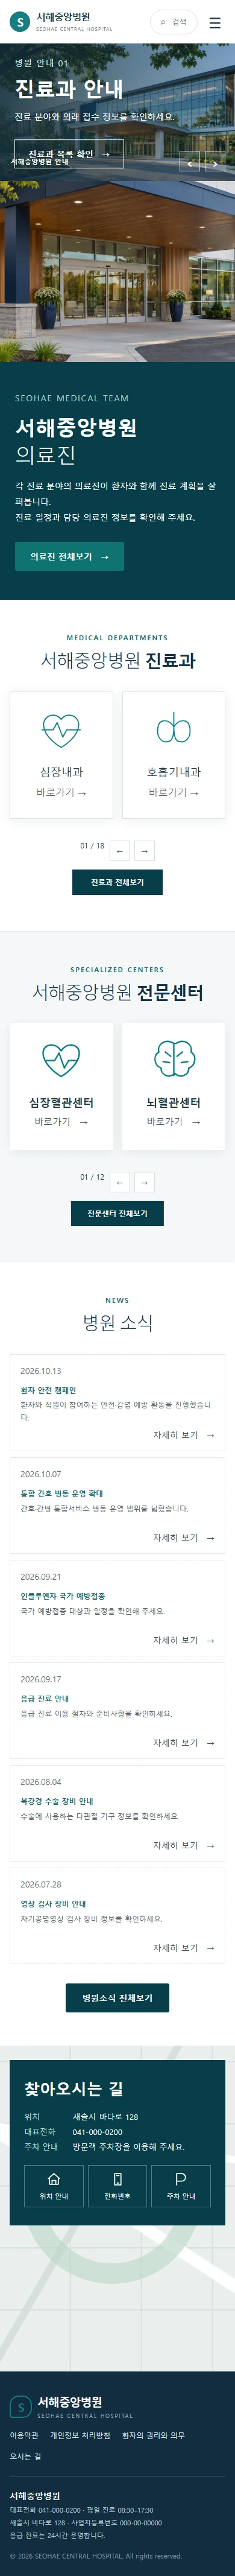 S 서해중앙병원
SEOHAE CENTRAL HOSPITAL
검색
병원 안내 01
진료과 안내
진료 분야와 외래 접수 정보를 확인하세요.
진료과 목록 확인 →
서해중앙병원 안내
SEOHAE MEDICAL TEAM
서해중앙병원
의료진
각 진료 분야의 의료진이 환자와 함께 진료 계획을 살
펴봅니다.
진료 일정과 담당 의료진 정보를 확인해 주세요.
의료진 전체보기 →
MEDICAL DEPARTMENTS
서해중앙병원 진료과
심장내과
바로가기 →
호흡기내과
바로가기 →
01 / 18 ← →
진료과 전체보기
SPECIALIZED CENTERS
서해중앙병원 전문센터
심장혈관센터
바로가기 →
뇌혈관센터
바로가기 →
01 / 12 ← →
전문센터 전체보기
NEWS
병원 소식
2026.10.13
환자 안전 캠페인
환자와 직원이 참여하는 안전·감염 예방 활동을 진행했습니
다.
자세히 보기 →
2026.10.07
통합 간호 병동 운영 확대
간호·간병 통합서비스 병동 운영 범위를 넓혔습니다.
자세히 보기 →
2026.09.21
인플루엔자 국가 예방접종
국가 예방접종 대상과 일정을 확인해 주세요.
자세히 보기 →
2026.09.17
응급 진료 안내
응급 진료 이용 절차와 준비사항을 확인하세요.
자세히 보기 →
2026.08.04
복강경 수술 장비 안내
수술에 사용하는 다관절 기구 정보를 확인하세요.
자세히 보기 →
2026.07.28
영상 검사 장비 안내
자기공명영상 검사 장비 정보를 확인하세요.
자세히 보기 →
병원소식 전체보기
찾아오시는 길
위치 새솔시 바다로 128
대표전화 041-000-0200
주차 안내 방문객 주차장을 이용해 주세요.
위치 안내
전화번호
주차 안내
S 서해중앙병원
SEOHAE CENTRAL HOSPITAL
이용약관 개인정보 처리방침 환자의 권리와 의무
오시는 길
서해중앙병원
대표전화 041-000-0200 · 평일 진료 08:30–17:30
새솔시 바다로 128 · 사업자등록번호 000-00-00000
응급 진료는 24시간 운영합니다.
© 2026 SEOHAE CENTRAL HOSPITAL. All rights reserved.